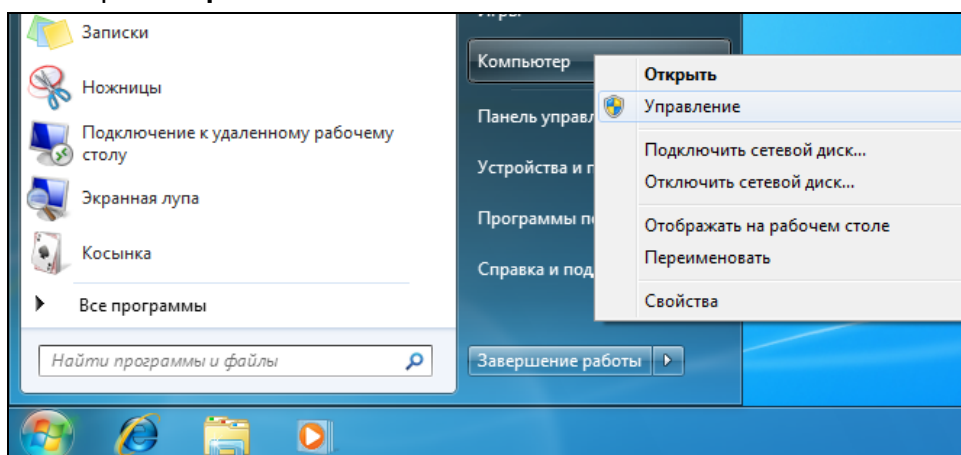 Записки
Ножницы
Подключение к удаленному рабочему
столу
Экранная лупа
Косынка
Все программы
Найти программы и файлы
Компьютер
Панель управл
Устройства и п
Программы п
Справка и под
Завершение работы
Открыть
Управление
Подключить сетевой диск...
Отключить сетевой диск...
Отображать на рабочем столе
Переименовать
Свойства